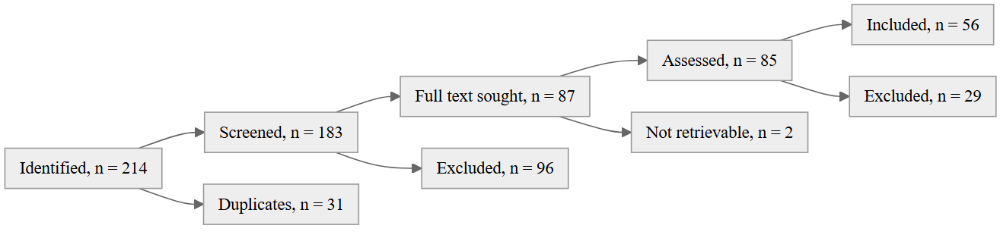 Identified, n = 214
Screened, n = 183
Duplicates, n = 31
Full text sought, n = 87
Excluded, n = 96
Assessed, n = 85
Not retrievable, n = 2
Included, n = 56
Excluded, n = 29